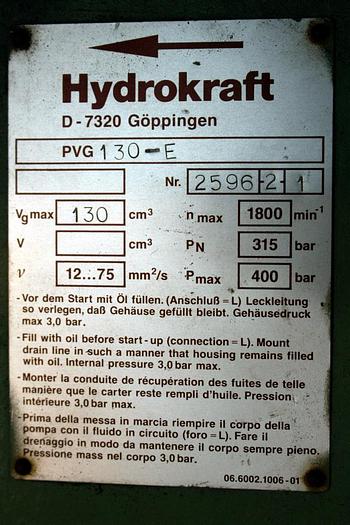 Hydrokraft
D-7320 Göppingen
PVG 130-E
Nr. 2596-2-1
Vg max 130 cm³ n max 1800 min⁻¹
V cm³ PN 315 bar
ν 12...75 mm²/s Pmax 400 bar
-Vor dem Start mit Öl füllen. (Anschluß=L) Leckleitung
so verlegen, daß Gehäuse gefüllt bleibt. Gehäusedruck
max 3,0 bar.
-Fill with oil before start-up (connection=L). Mount
drain line in such a manner that housing remains filled
with oil. Internal pressure 3,0 bar max.
-Monter la conduite de récupération des fuites de telle
manière que le carter reste rempli d'huile. Pression
intérieure 3,0 bar max.
-Prima della messa in marcia riempire il corpo della
pompa con il fluido in circuito (foro=L). Fare il
drenaggio in modo da mantenere il corpo sempre pieno.
Pressione mass nel corpo 3,0 bar.
06.6002.1006-01